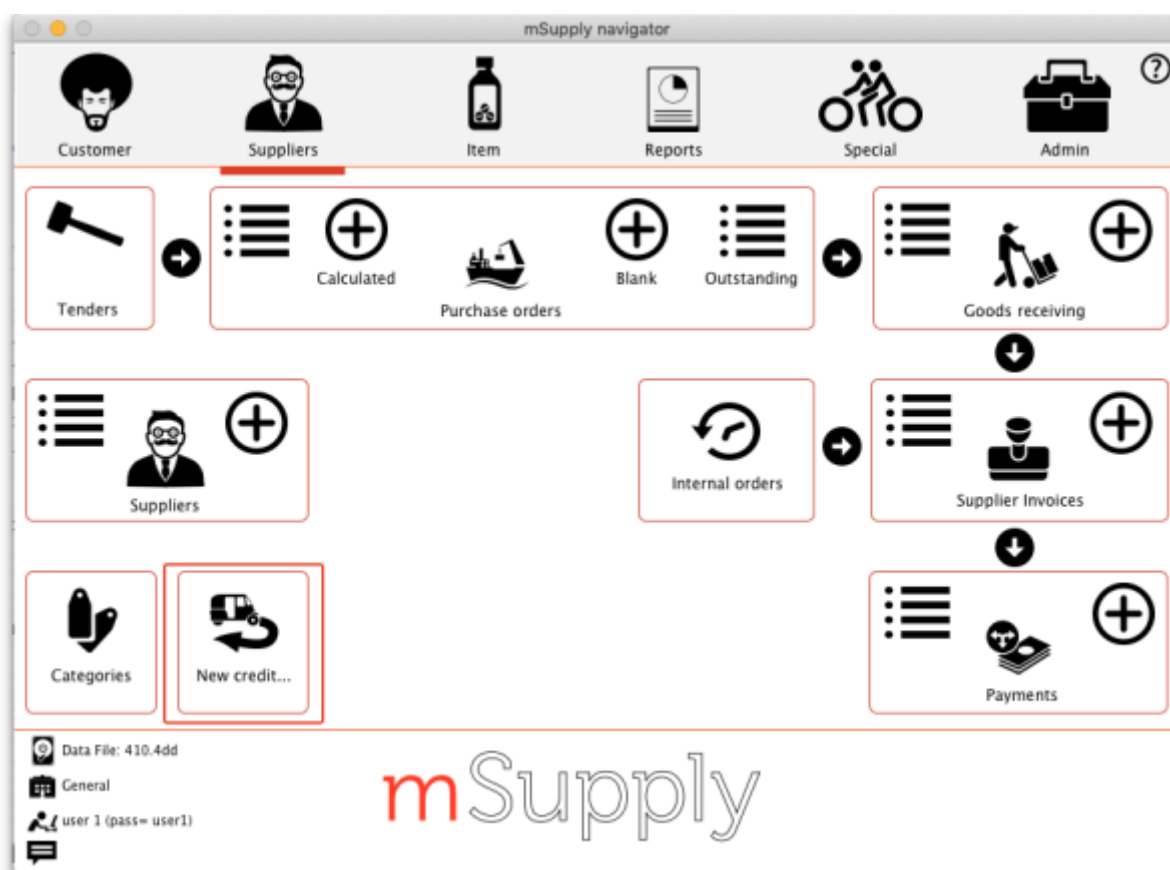 mSupply navigator
Customer
Suppliers
Item
Reports
Special
Admin
?
Tenders
Calculated
Blank
Outstanding
Purchase orders
Goods receiving
Suppliers
Internal orders
Supplier Invoices
Categories
New credit...
Payments
Data File: 410.4dd
General
user 1 (pass= user1)
mSupply